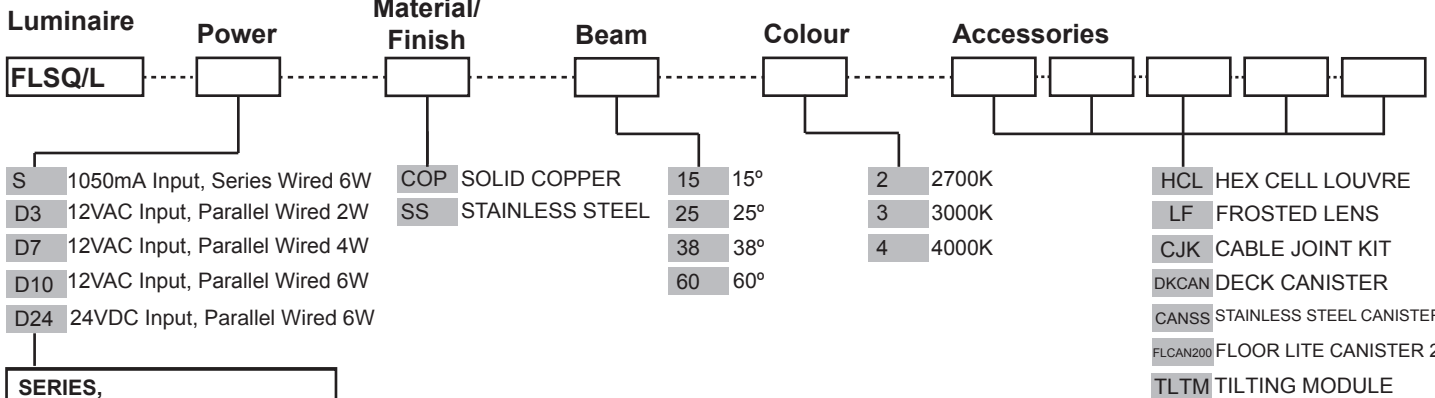 Luminaire
Power
Material/
Finish
Beam
Colour
Accessories
FLSQ/L
S 1050mA Input, Series Wired 6W
D3 12VAC Input, Parallel Wired 2W
D7 12VAC Input, Parallel Wired 4W
D10 12VAC Input, Parallel Wired 6W
D24 24VDC Input, Parallel Wired 6W
SERIES,
COP SOLID COPPER
SS STAINLESS STEEL
15 15º
25 25º
38 38º
60 60º
2 2700K
3 3000K
4 4000K
HCL HEX CELL LOUVRE
LF FROSTED LENS
CJK CABLE JOINT KIT
DKCAN DECK CANISTER
CANSS STAINLESS STEEL CANISTER
FLCAN200 FLOOR LITE CANISTER 2
TLTM TILTING MODULE